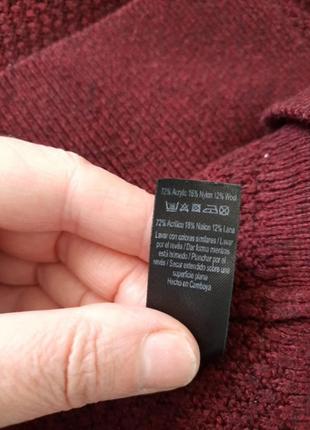 72% Acrylic 16% Nylon 12% Wool
72% Acrílico 16% Nailon 12% Lana
Lavar con colores similares / Lavar
por el revés / Dar forma mientras
está húmedo / Planchar por el
revés / Secar extendido sobre una
superficie plana
Hecho en Camboya